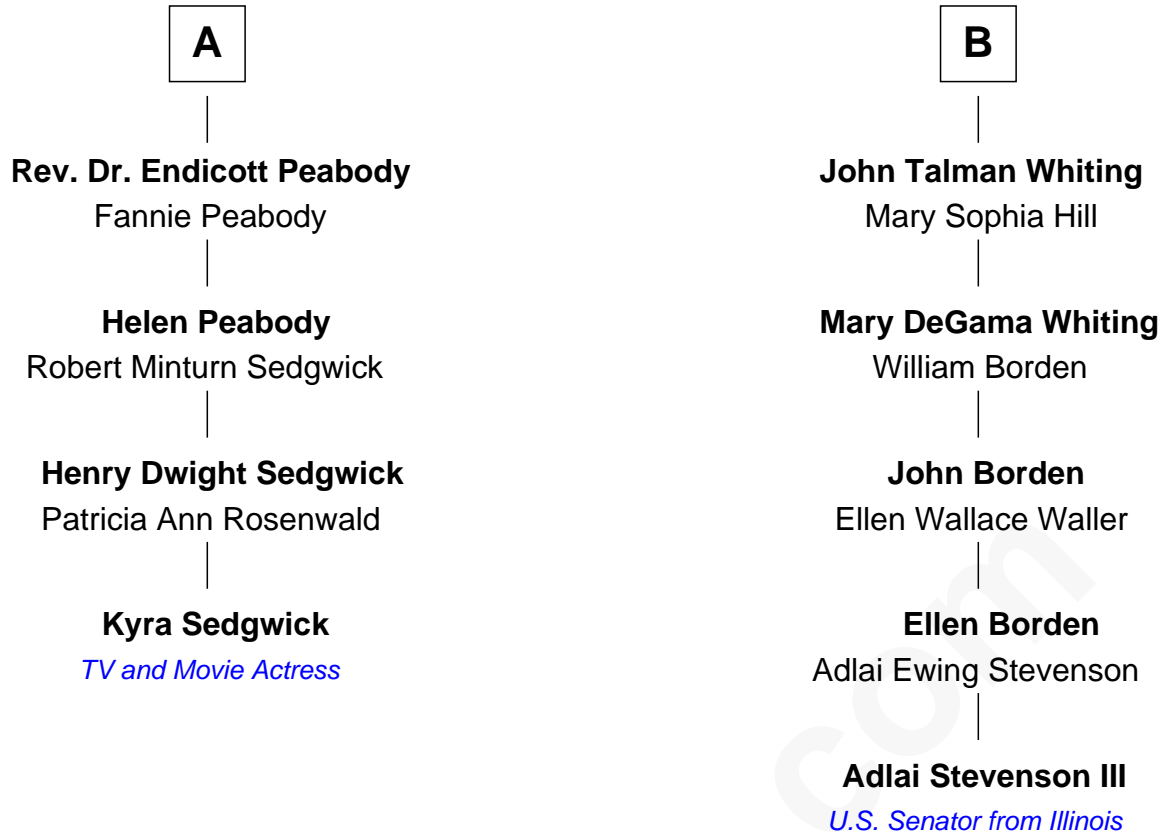 A
Rev. Dr. Endicott Peabody
Fannie Peabody
Helen Peabody
Robert Minturn Sedgwick
Henry Dwight Sedgwick
Patricia Ann Rosenwald
Kyra Sedgwick
TV and Movie Actress
B
John Talman Whiting
Mary Sophia Hill
Mary DeGama Whiting
William Borden
John Borden
Ellen Wallace Waller
Ellen Borden
Adlai Ewing Stevenson
Adlai Stevenson III
U.S. Senator from Illinois
com